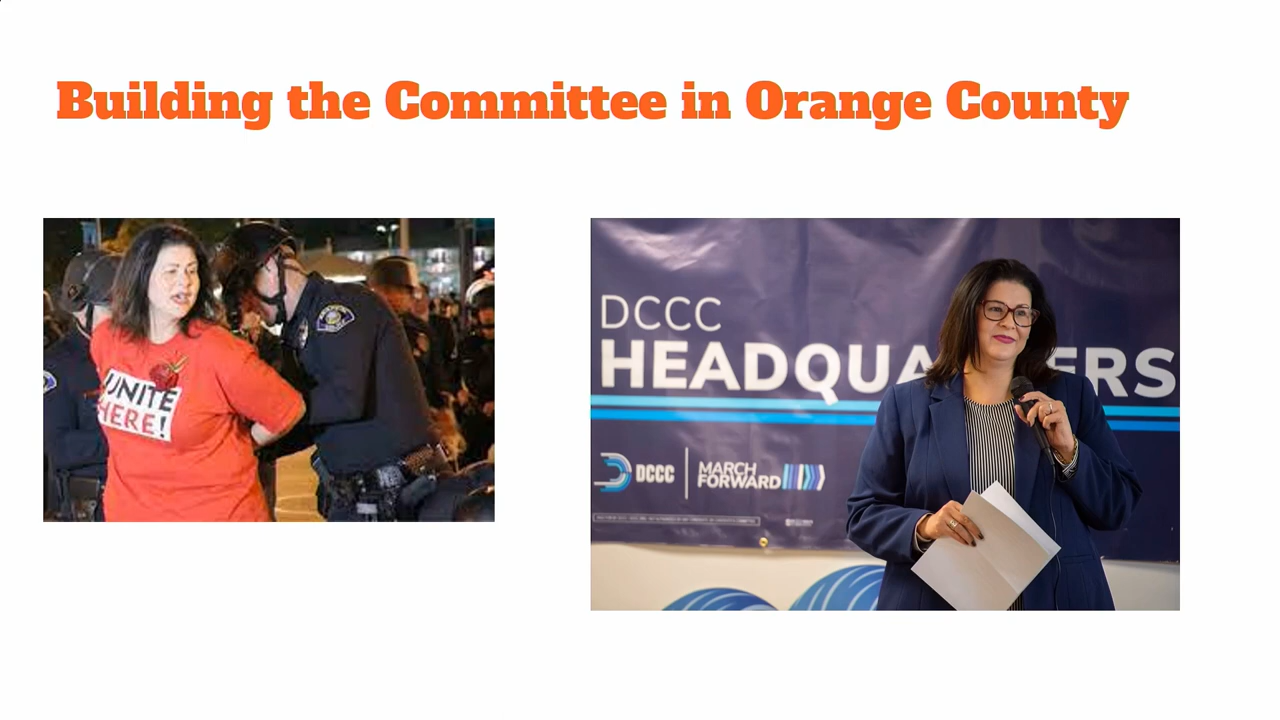 Building the Committee in Orange County
UNITE
HERE!
DCCC
HEADQUA
ERS
DCCC
MARCH
FORWARD